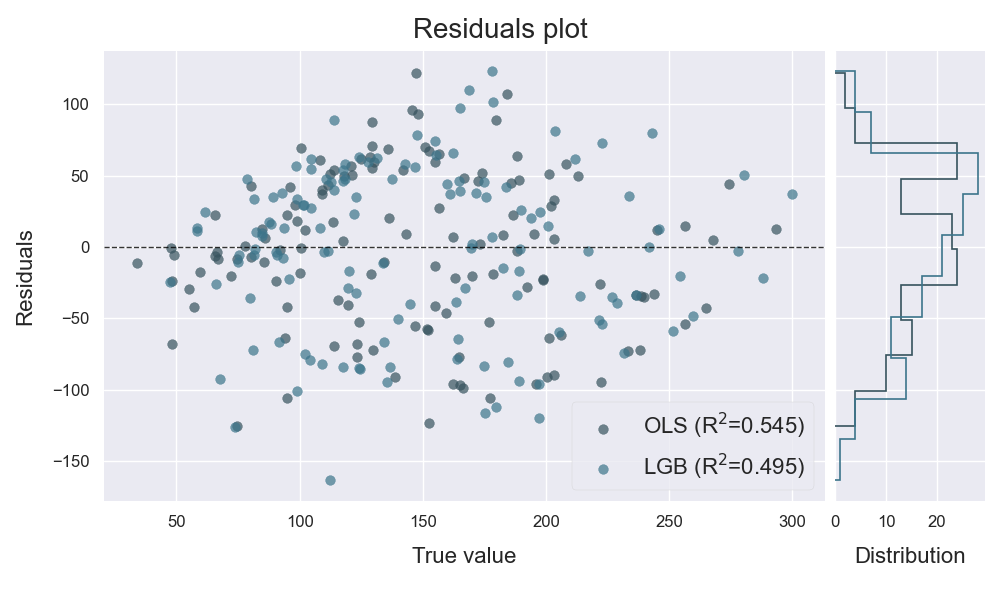 Residuals plot
Residuals
100
50
0
−50
−100
−150
OLS (R²=0.545)
LGB (R²=0.495)
50
100
150
200
250
300
0
10
20
True value
Distribution